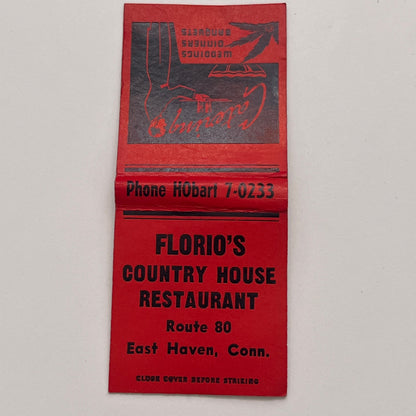 WEDDINGS
DINNERS
BANQUETS
Phone HObart 7-0233
FLORIO'S
COUNTRY HOUSE
RESTAURANT
Route 80
East Haven, Conn.
CLOSE COVER BEFORE STRIKING